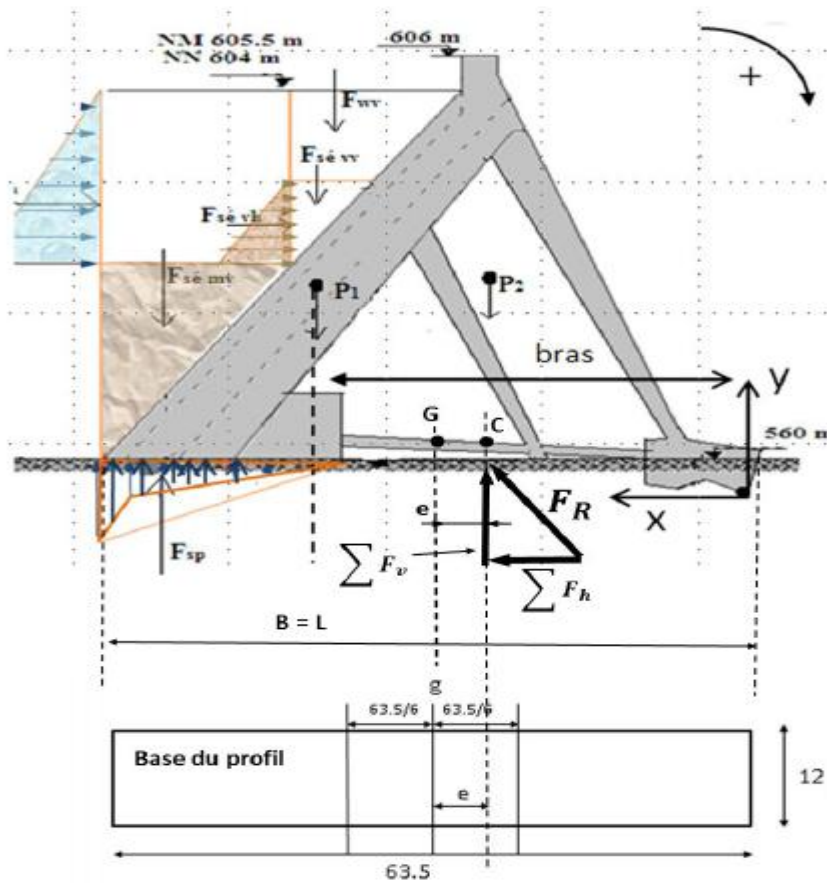 NM 605.5 m
NN 604 m
606 m
+
Fwv
Fsé vv
Fsé vh
Fsé mv
P1
P2
bras
y
G
C
560 m
e
FR
x
Fsp
∑ Fv
∑ Fh
B = L
g
63.5/6
63.5/6
Base du profil
12
e
63.5